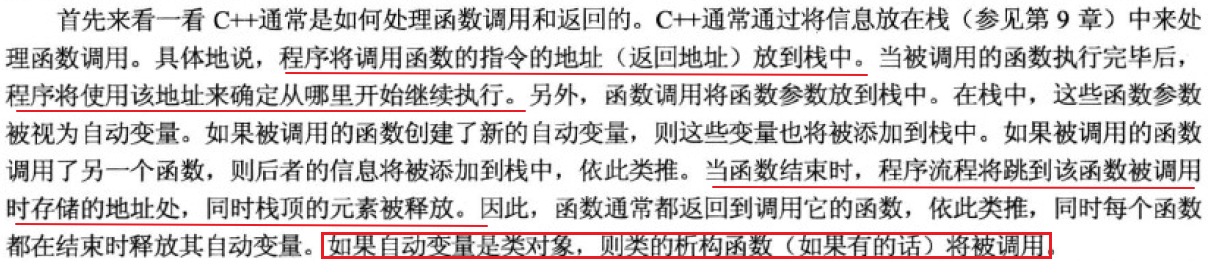 首先来看一看 C++通常是如何处理函数调用和返回的。C++通常通过将信息放在栈（参见第 9 章）中来处
理函数调用。具体地说，程序将调用函数的指令的地址（返回地址）放到栈中。当被调用的函数执行完毕后，
程序将使用该地址来确定从哪里开始继续执行。另外，函数调用将函数参数放到栈中。在栈中，这些函数参数
被视为自动变量。如果被调用的函数创建了新的自动变量，则这些变量也将被添加到栈中。如果被调用的函数
调用了另一个函数，则后者的信息将被添加到栈中，依此类推。当函数结束时，程序流程将跳到该函数被调用
时存储的地址处，同时栈顶的元素被释放。因此，函数通常都返回到调用它的函数，依此类推，同时每个函数
都在结束时释放其自动变量。如果自动变量是类对象，则类的析构函数（如果有的话）将被调用。